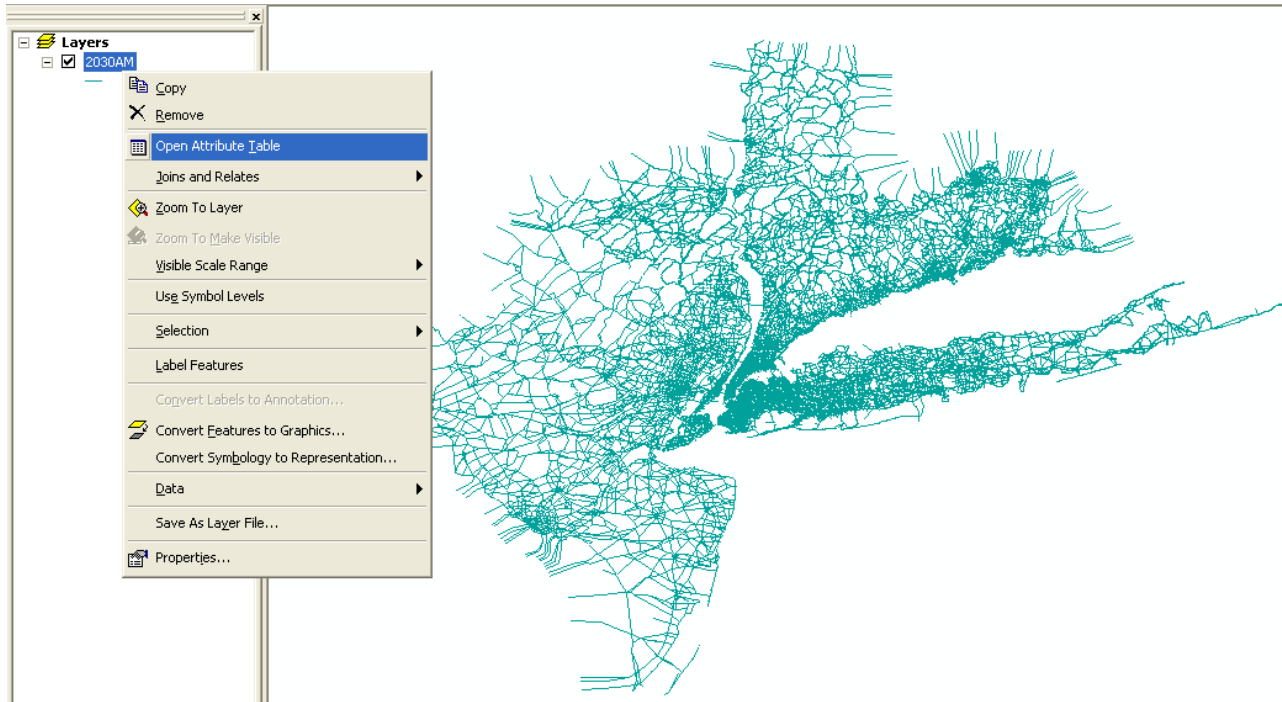 Layers
2030AM
Copy
Remove
Open Attribute Table
Joins and Relates
Zoom To Layer
Zoom To Make Visible
Visible Scale Range
Use Symbol Levels
Selection
Label Features
Convert Labels to Annotation...
Convert Features to Graphics...
Convert Symbology to Representation...
Data
Save As Layer File...
Properties...